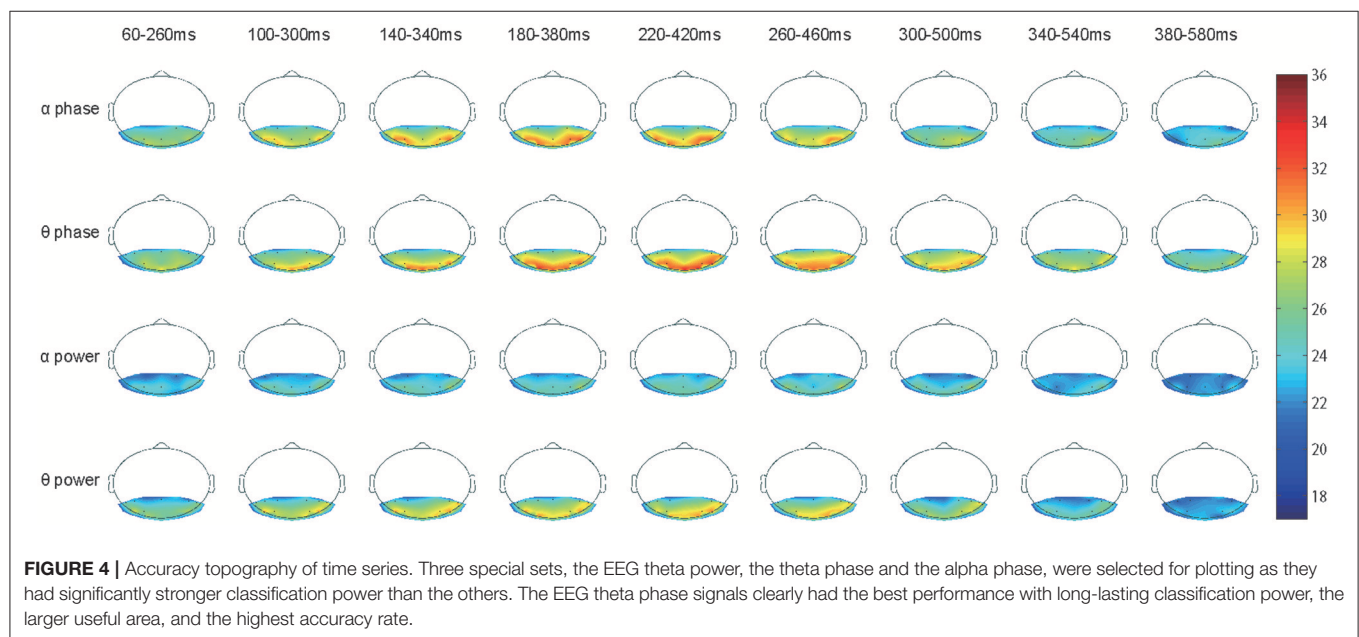 60-260ms 100-300ms 140-340ms 180-380ms 220-420ms 260-460ms 300-500ms 340-540ms 380-580ms
α phase
θ phase
α power
θ power
36
34
32
30
28
26
24
22
20
18
FIGURE 4 | Accuracy topography of time series. Three special sets, the EEG theta power, the theta phase and the alpha phase, were selected for plotting as they
had significantly stronger classification power than the others. The EEG theta phase signals clearly had the best performance with long-lasting classification power, the
larger useful area, and the highest accuracy rate.